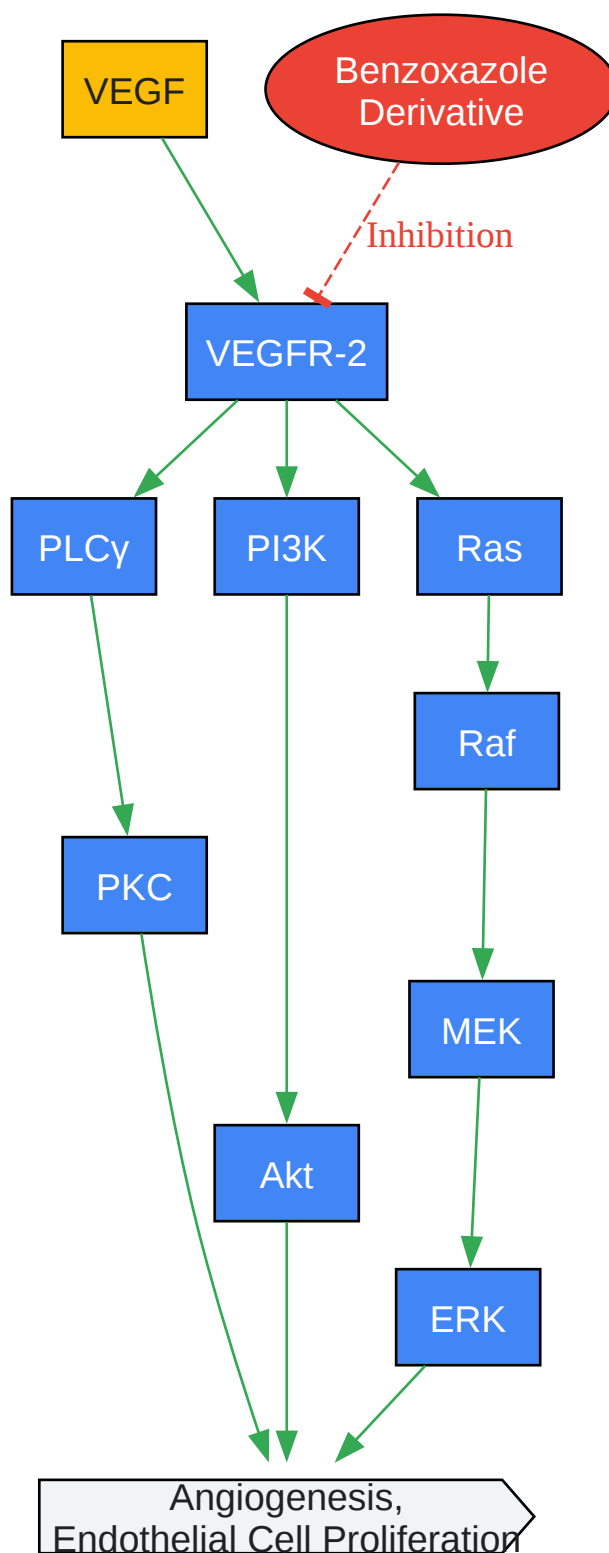 VEGF
Benzoxazole
Derivative
Inhibition
VEGFR-2
PLCγ
PI3K
Ras
Raf
PKC
MEK
Akt
ERK
Angiogenesis,
Endothelial Cell Proliferation